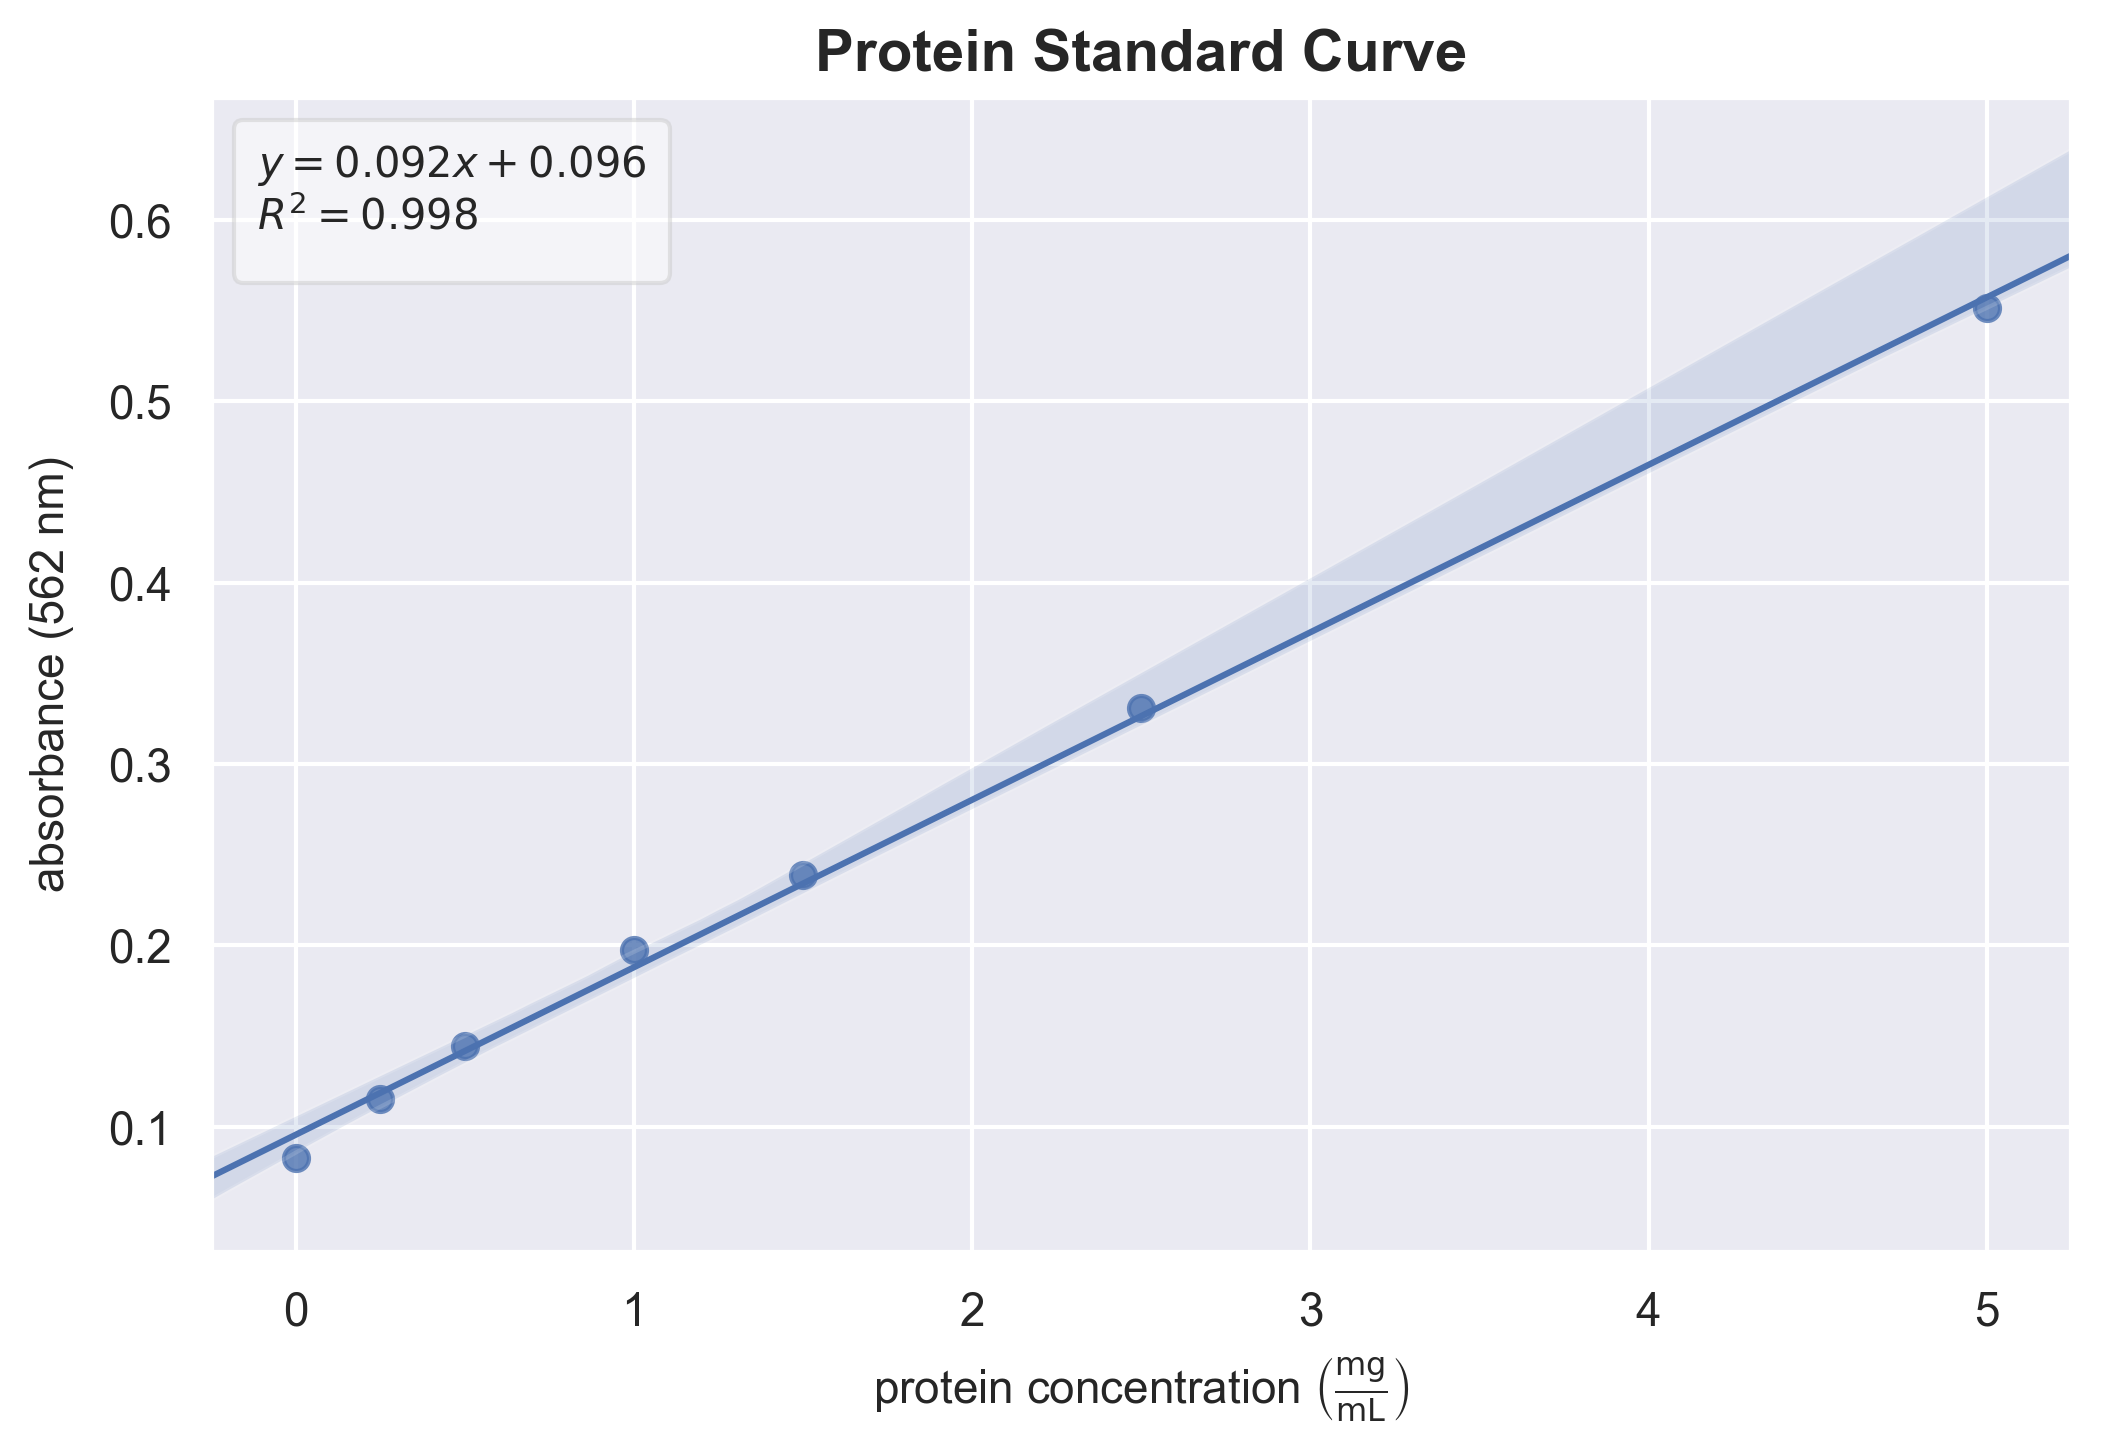 Protein Standard Curve
y = 0.092x + 0.096
R² = 0.998
0.6
0.5
0.4
0.3
0.2
0.1
absorbance (562 nm)
0 1 2 3 4 5
protein concentration (mg/mL)